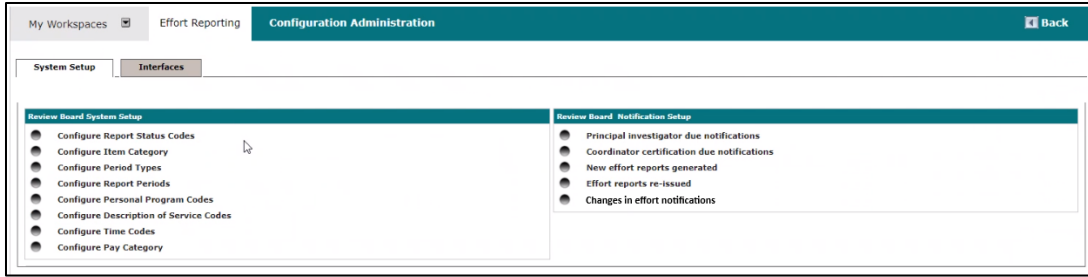 My Workspaces Effort Reporting Configuration Administration Back
System Setup Interfaces
Review Board System Setup
Configure Report Status Codes
Configure Item Category
Configure Period Types
Configure Report Periods
Configure Personal Program Codes
Configure Description of Service Codes
Configure Time Codes
Configure Pay Category
Review Board Notification Setup
Principal investigator due notifications
Coordinator certification due notifications
New effort reports generated
Effort reports re-issued
Changes in effort notifications